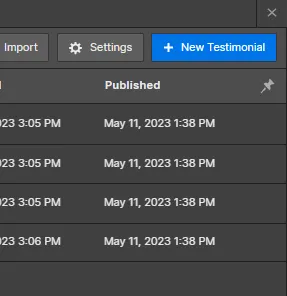 Import Settings + New Testimonial
Published
023 3:05 PM May 11, 2023 1:38 PM
023 3:05 PM May 11, 2023 1:38 PM
023 3:05 PM May 11, 2023 1:38 PM
023 3:06 PM May 11, 2023 1:38 PM